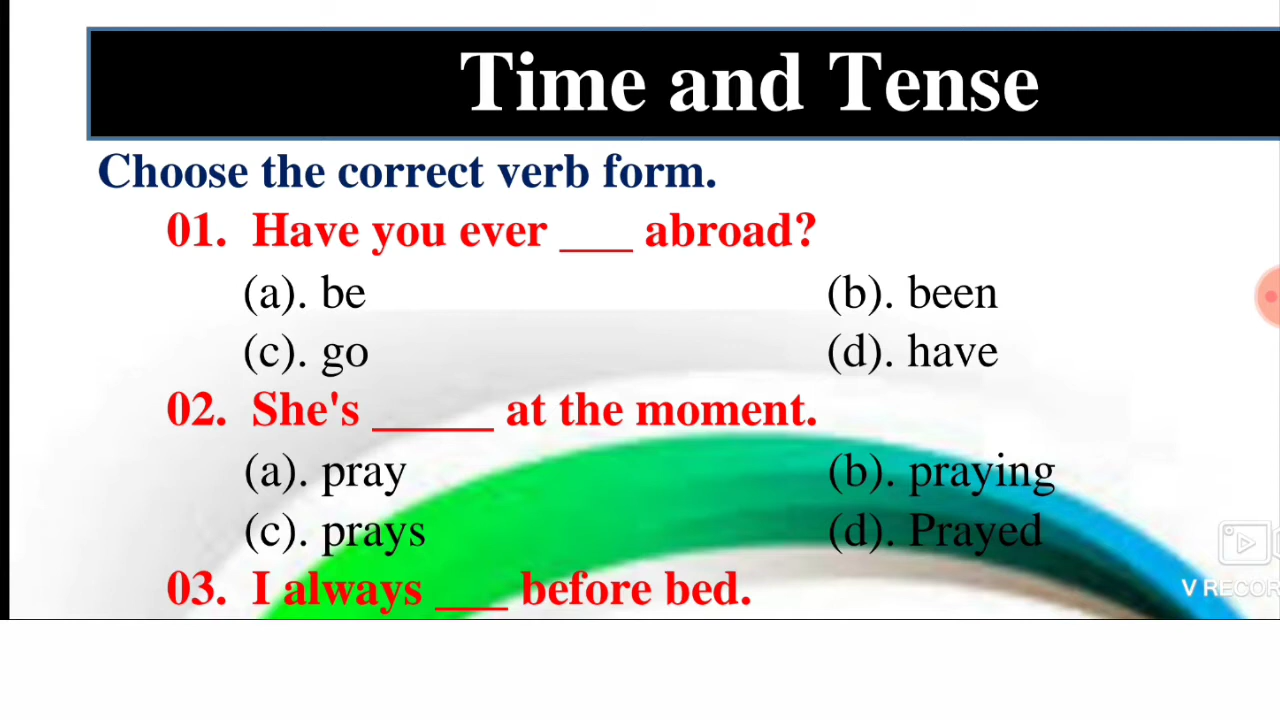 Time and Tense
Choose the correct verb form.
01. Have you ever ___ abroad?
(a). be (b). been
(c). go (d). have
02. She's _____ at the moment.
(a). pray (b). praying
(c). prays (d). Prayed
03. I always ___ before bed.
V RECOR